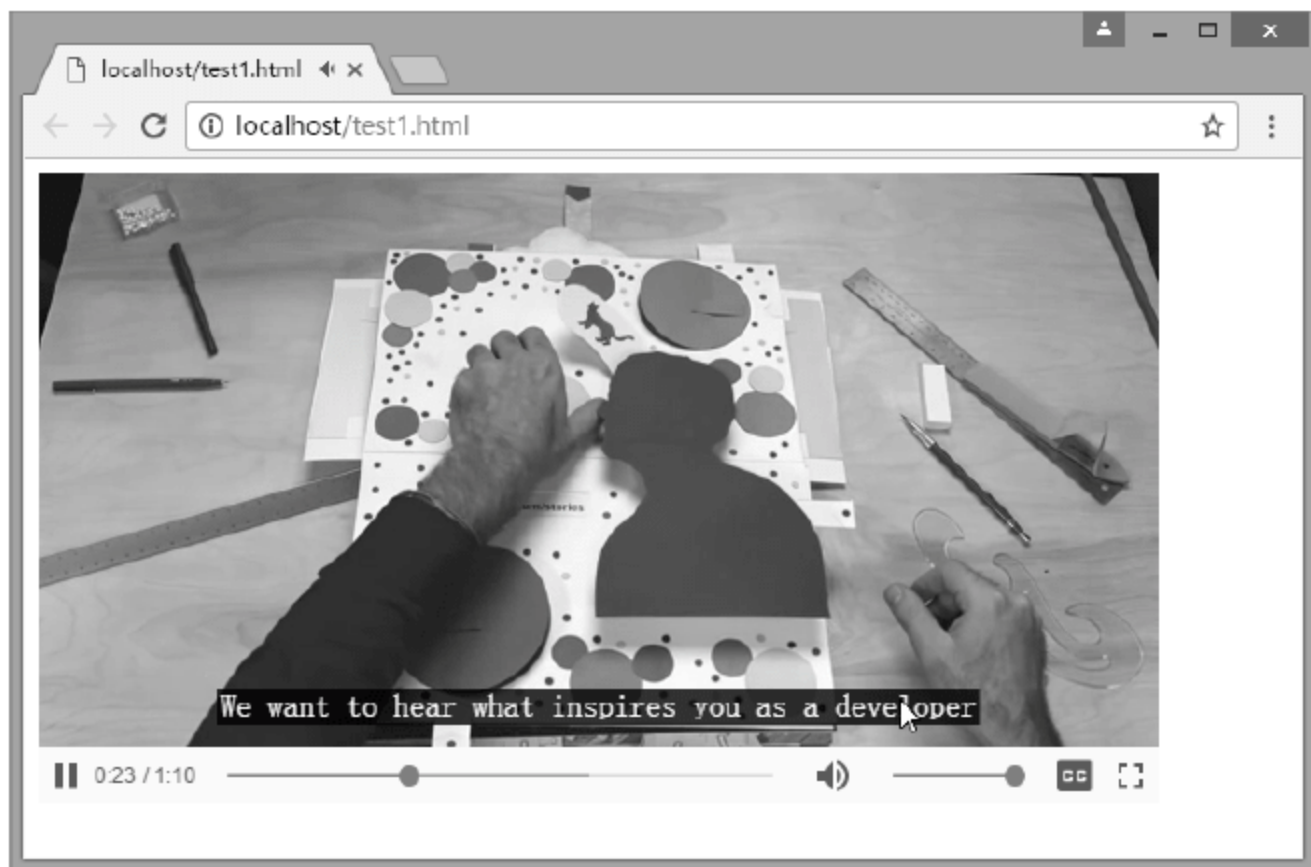 localhost/test1.html
localhost/test1.html
We want to hear what inspires you as a developer
0:23 / 1:10
CC